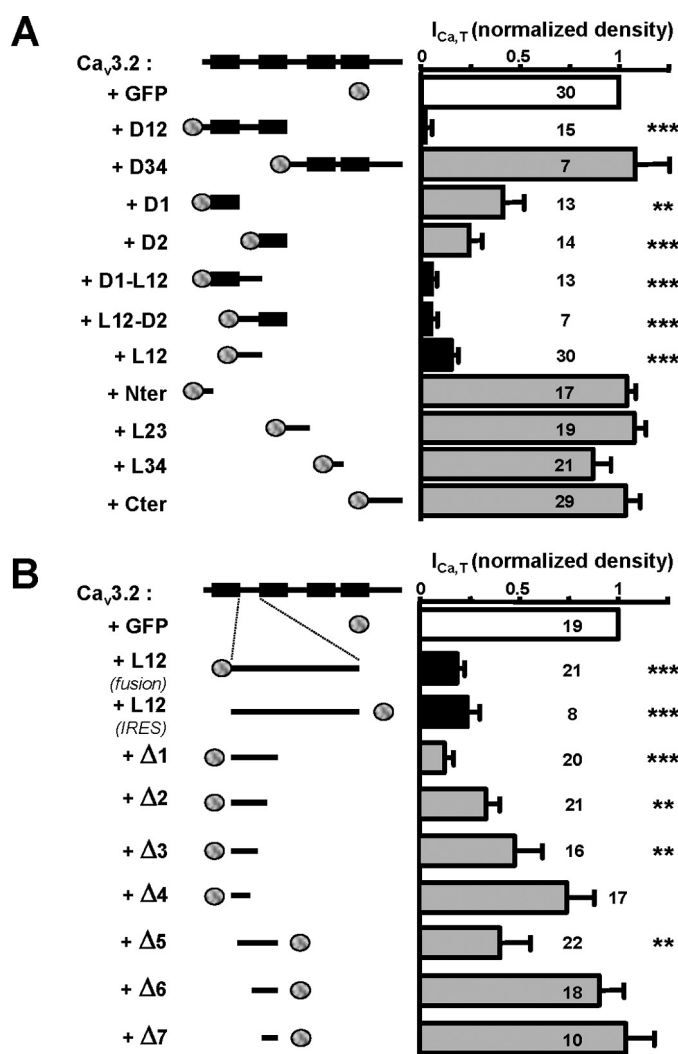 A
I Ca,T (normalized density)
Cav3.2 : 0 0.5 1
+ GFP 30
+ D12 15 ***
+ D34 7
+ D1 13 **
+ D2 14 ***
+ D1-L12 13 ***
+ L12-D2 7 ***
+ L12 30 ***
+ Nter 17
+ L23 19
+ L34 21
+ Cter 29
B
I Ca,T (normalized density)
Cav3.2: 0 0.5 1
+ GFP 19
+ L12 21 ***
(fusion)
+ L12 8 ***
(IRES)
+ Δ1 20 ***
+ Δ2 21 **
+ Δ3 16 **
+ Δ4 17
+ Δ5 22 **
+ Δ6 18
+ Δ7 10